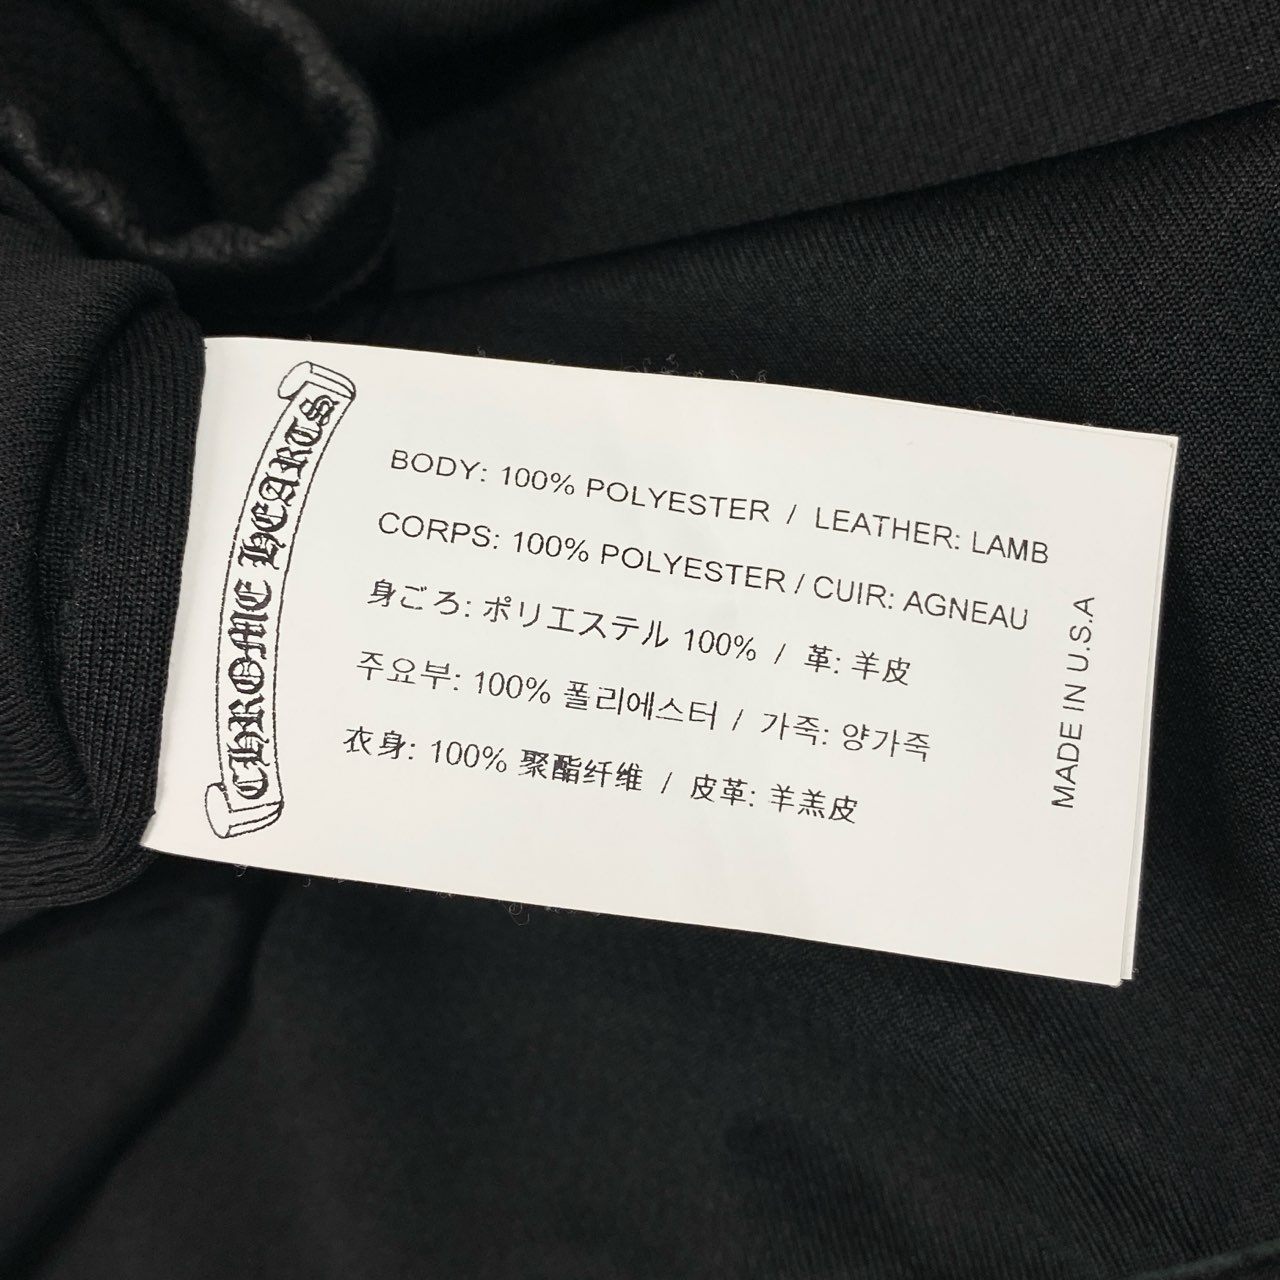 CHROME HEARTS
BODY: 100% POLYESTER / LEATHER: LAMB
CORPS: 100% POLYESTER / CUIR: AGNEAU
身ごろ: ポリエステル 100% / 革: 羊皮
주요부: 100% 폴리에스터 / 가죽: 양가죽
衣身: 100% 聚酯纤维 / 皮革: 羊羔皮
MADE IN U.S.A